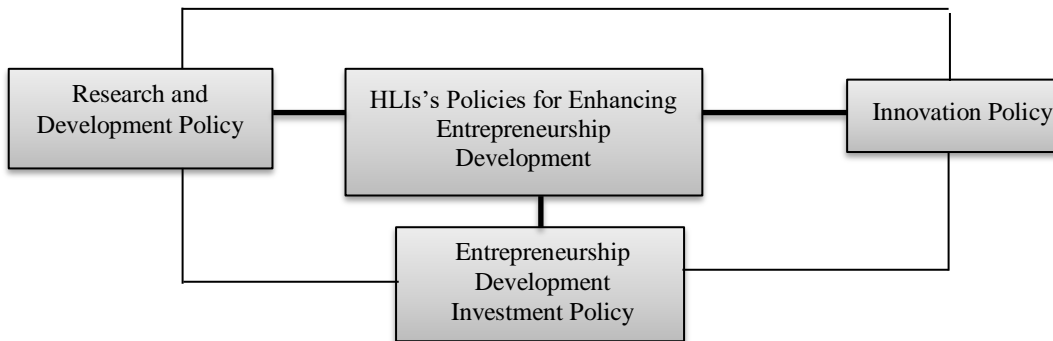 Research and
Development Policy
HLIs's Policies for Enhancing
Entrepreneurship
Development
Innovation Policy
Entrepreneurship
Development
Investment Policy